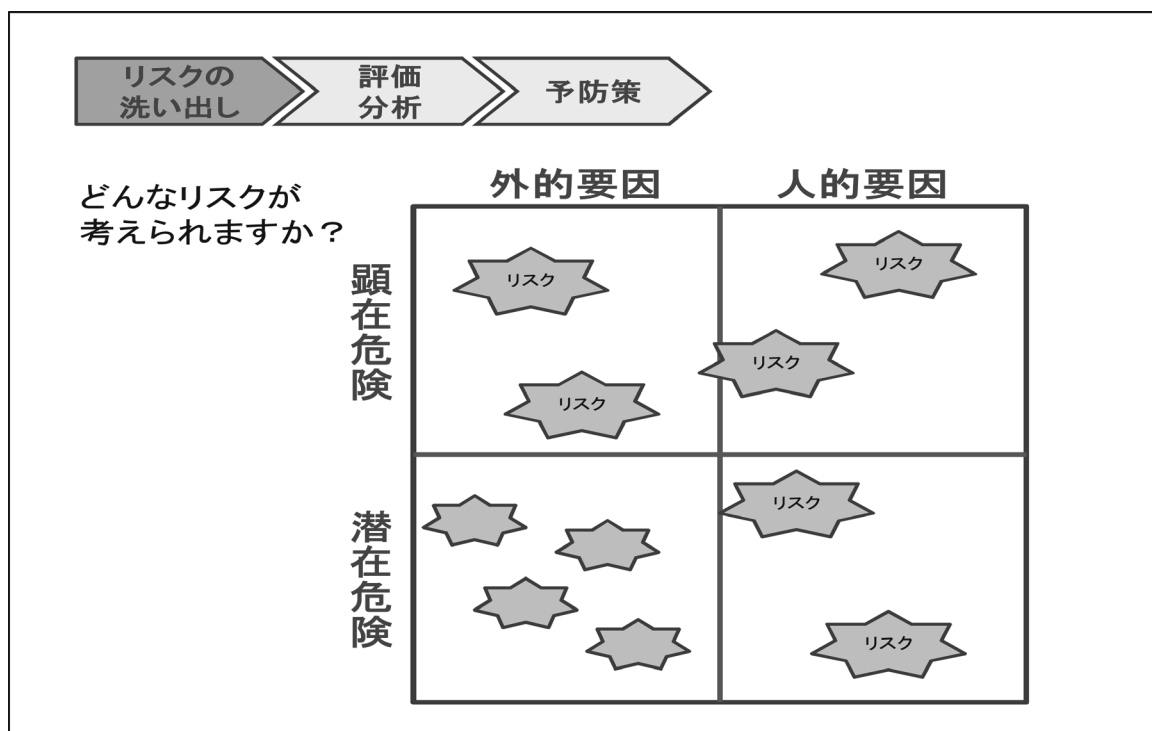 リスクの
洗い出し
評価
分析
予防策
どんなリスクが
考えられますか？
外的要因
人的要因
顕在危険
リスク
リスク
リスク
リスク
潜在危険
リスク
リスク